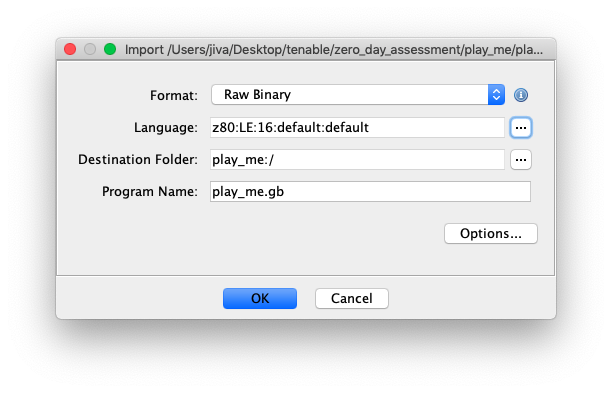 Import /Users/jiva/Desktop/tenable/zero_day_assessment/play_me/pla...
Format: Raw Binary
Language: z80:LE:16:default:default ...
Destination Folder: play_me:/ ...
Program Name: play_me.gb
Options...
OK Cancel